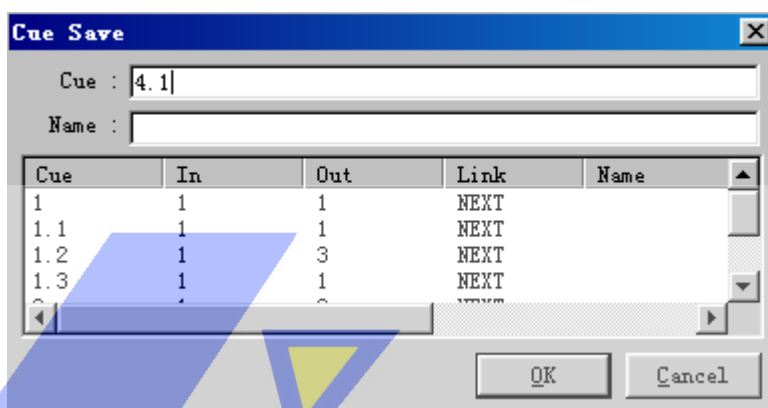 Cue Save
Cue : 4.1
Name :
Cue In Out Link Name
1 1 1 NEXT
1.1 1 1 NEXT
1.2 1 3 NEXT
1.3 1 1 NEXT
OK Cancel